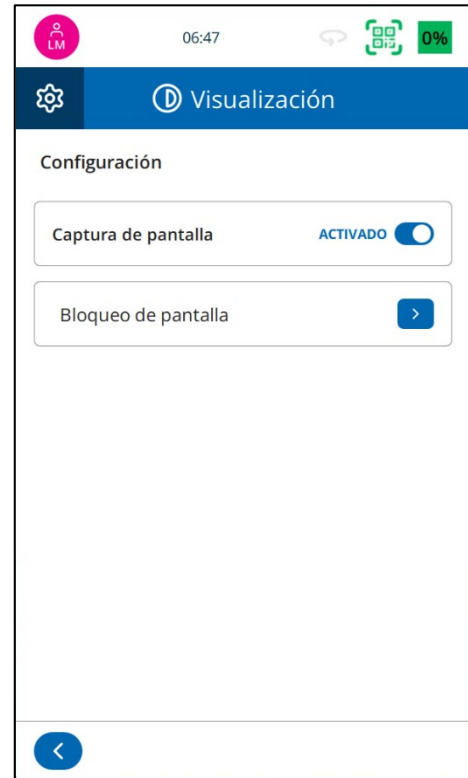 LM
06:47
0%
Visualización
Configuración
Captura de pantalla ACTIVADO
Bloqueo de pantalla